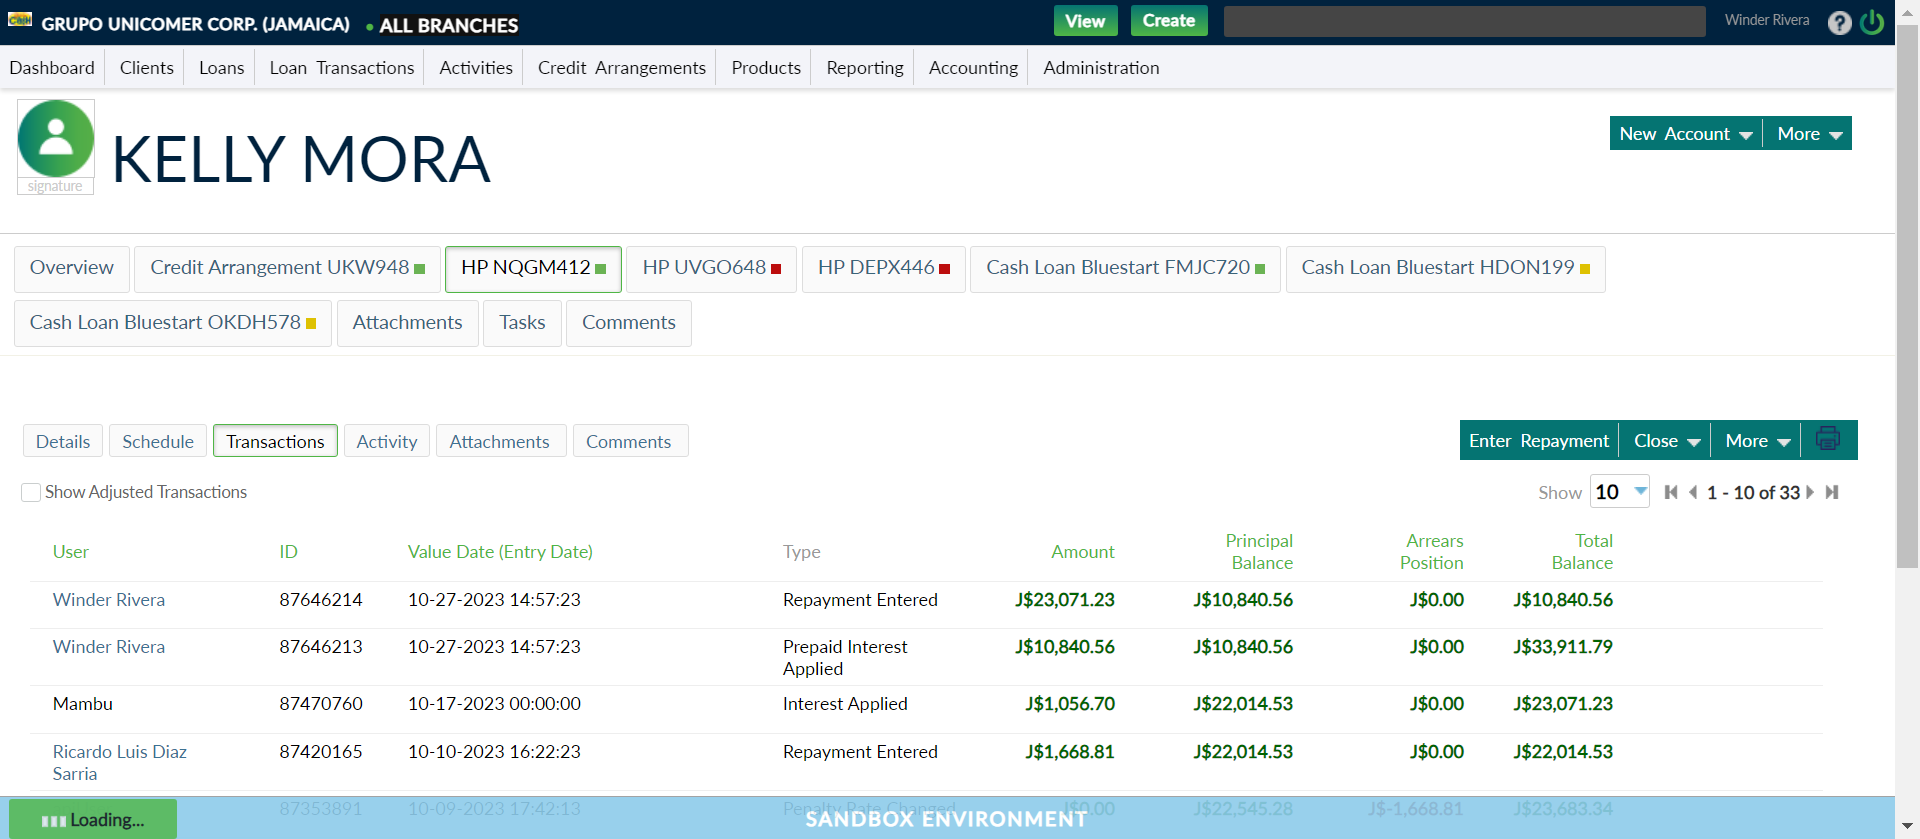 GRUPO UNICOMER CORP. (JAMAICA) • ALL BRANCHES View Create Winder Rivera ?
Dashboard Clients Loans Loan Transactions Activities Credit Arrangements Products Reporting Accounting Administration
signature
KELLY MORA
New Account More
Overview Credit Arrangement UKW948 HP NQGM412 HP UVGO648 HP DEPX446 Cash Loan Bluestart FMJC720 Cash Loan Bluestart HDON199
Cash Loan Bluestart OKDH578 Attachments Tasks Comments
Details Schedule Transactions Activity Attachments Comments Enter Repayment Close More
Show Adjusted Transactions Show 10 1 - 10 of 33
User ID Value Date (Entry Date) Type Amount Principal Balance Arrears Position Total Balance
Winder Rivera 87646214 10-27-2023 14:57:23 Repayment Entered J$23,071.23 J$10,840.56 J$0.00 J$10,840.56
Winder Rivera 87646213 10-27-2023 14:57:23 Prepaid Interest Applied J$10,840.56 J$10,840.56 J$0.00 J$33,911.79
Mambu 87470760 10-17-2023 00:00:00 Interest Applied J$1,056.70 J$22,014.53 J$0.00 J$23,071.23
Ricardo Luis Diaz Sarria 87420165 10-10-2023 16:22:23 Repayment Entered J$1,668.81 J$22,014.53 J$0.00 J$22,014.53
87353891 10-09-2023 17:42:13 Penalty Rate Changed J$0.00 J$22,545.28 J$-1,668.81 J$23,683.34
Loading... SANDBOX ENVIRONMENT